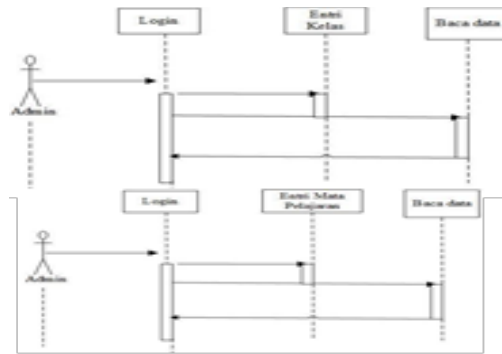 Login
Entri
Kelas
Baca data
Admin
Login
Entri Mata
Pelajaran
Baca data
Admin